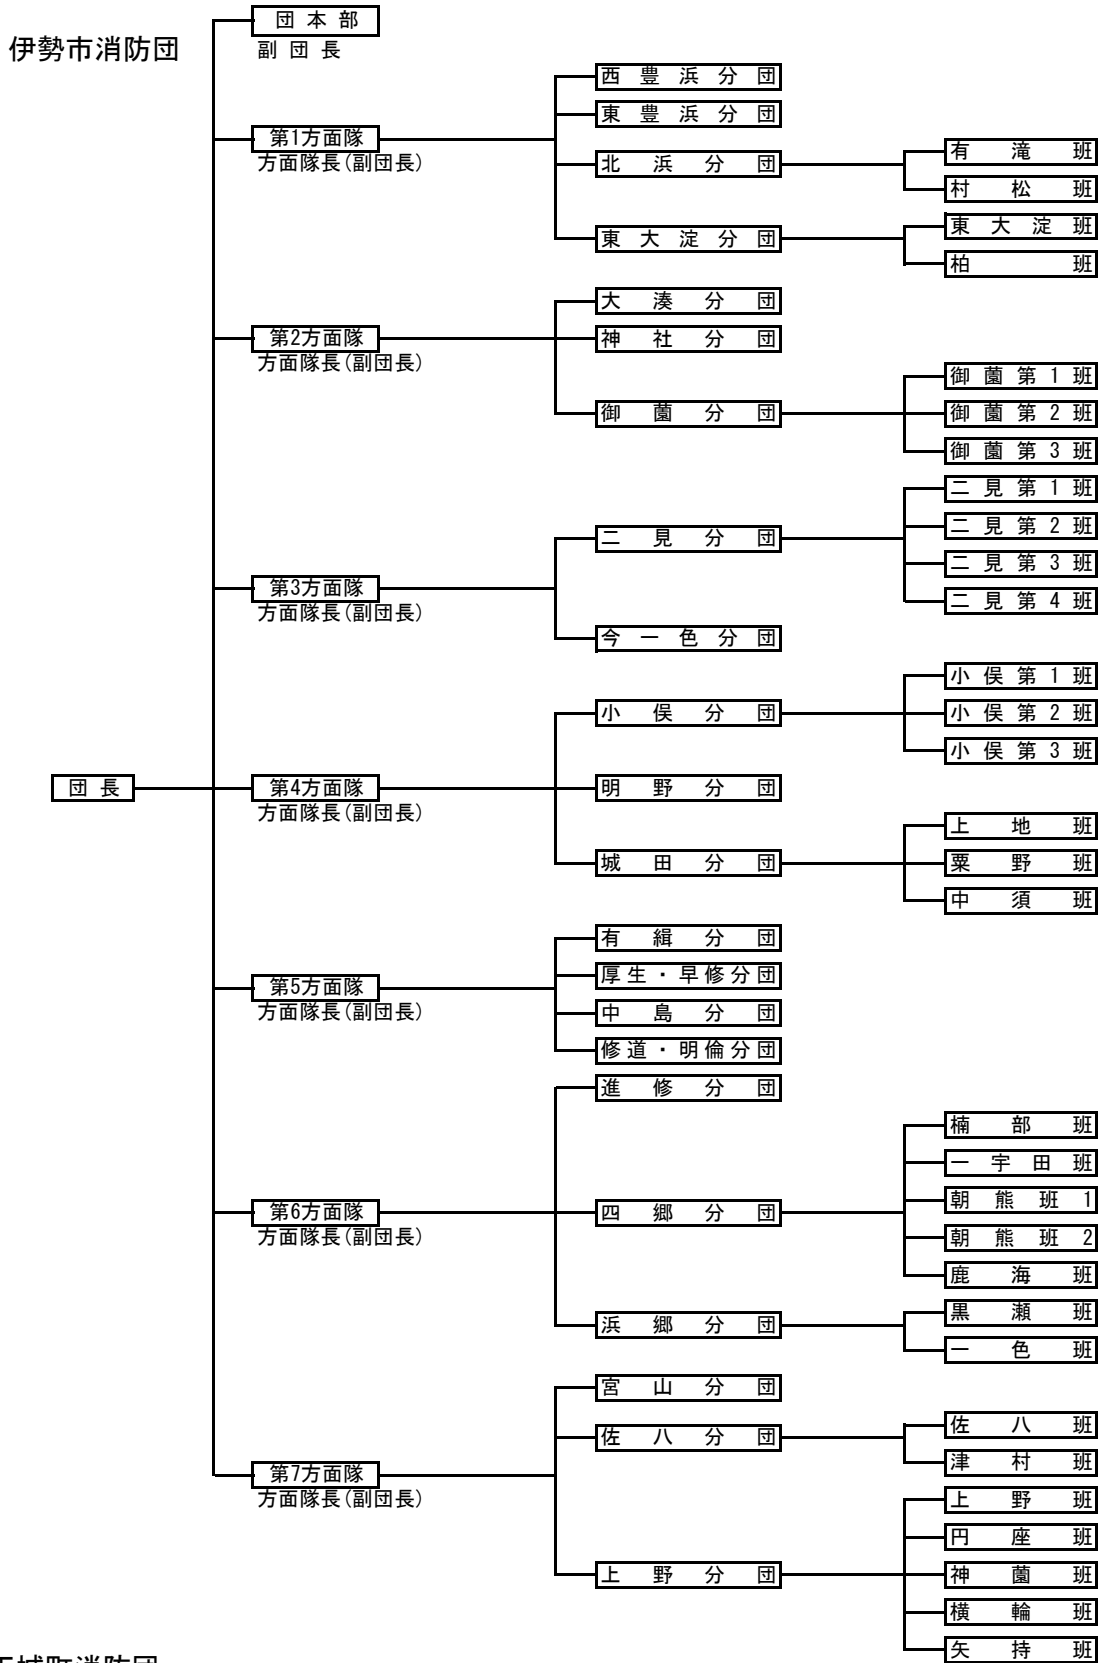 団本部
伊勢市消防団
副団長
西豊浜分団
東豊浜分団
第1方面隊
方面隊長(副団長)
北浜分団
有滝班
村松班
東大淀分団
東大淀班
柏班
第2方面隊
方面隊長(副団長)
大湊分団
神社分団
御薗分団
御薗第1班
御薗第2班
御薗第3班
第3方面隊
方面隊長(副団長)
二見分団
二見第1班
二見第2班
二見第3班
二見第4班
今一色分団
団長
第4方面隊
方面隊長(副団長)
小俣分団
小俣第1班
小俣第2班
小俣第3班
明野分団
城田分団
上地班
粟野班
中須班
第5方面隊
方面隊長(副団長)
有緝分団
厚生・早修分団
中島分団
修道・明倫分団
第6方面隊
方面隊長(副団長)
進修分団
四郷分団
楠部班
一宇田班
朝熊班1
朝熊班2
鹿海班
浜郷分団
黒瀬班
一色班
第7方面隊
方面隊長(副団長)
宮山分団
佐八分団
佐八班
津村班
上野分団
上野班
円座班
神薗班
横輪班
矢持班